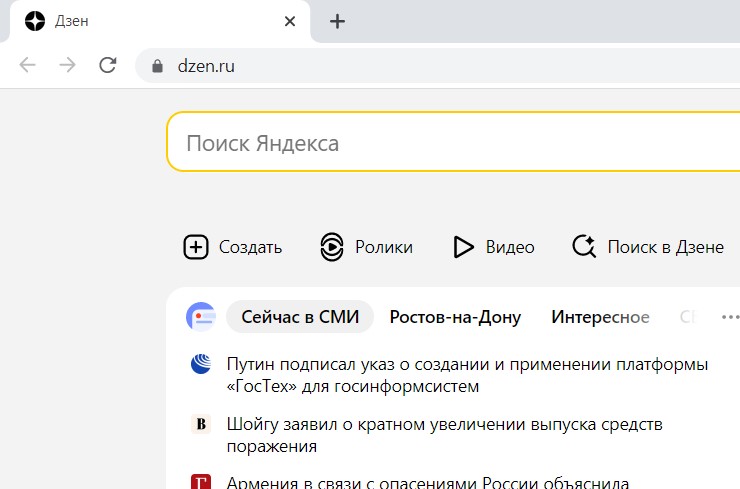 Дзен
dzen.ru
Поиск Яндекса
Создать Ролики Видео Поиск в Дзене
Сейчас в СМИ Ростов-на-Дону Интересное
Путин подписал указ о создании и применении платформы
«ГосТех» для госинформсистем
В Шойгу заявил о кратном увеличении выпуска средств
поражения
Г Армения в связи с опасениями России объяснила